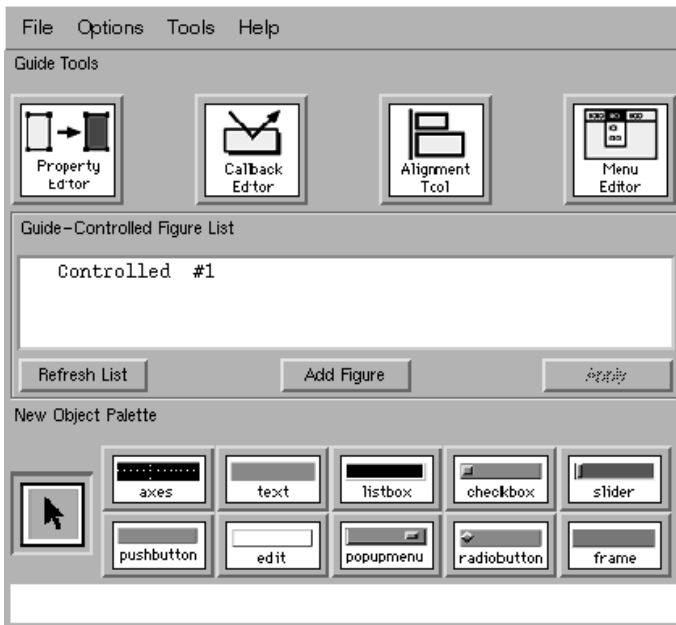 File Options Tools Help
Guide Tools
Property
Editor
Callback
Editor
Alignment
Tool
Menu
Editor
Guide-Controlled Figure List
Controlled #1
Refresh List Add Figure Apply
New Object Palette
axes text listbox checkbox slider
pushbutton edit popupmenu radiobutton frame